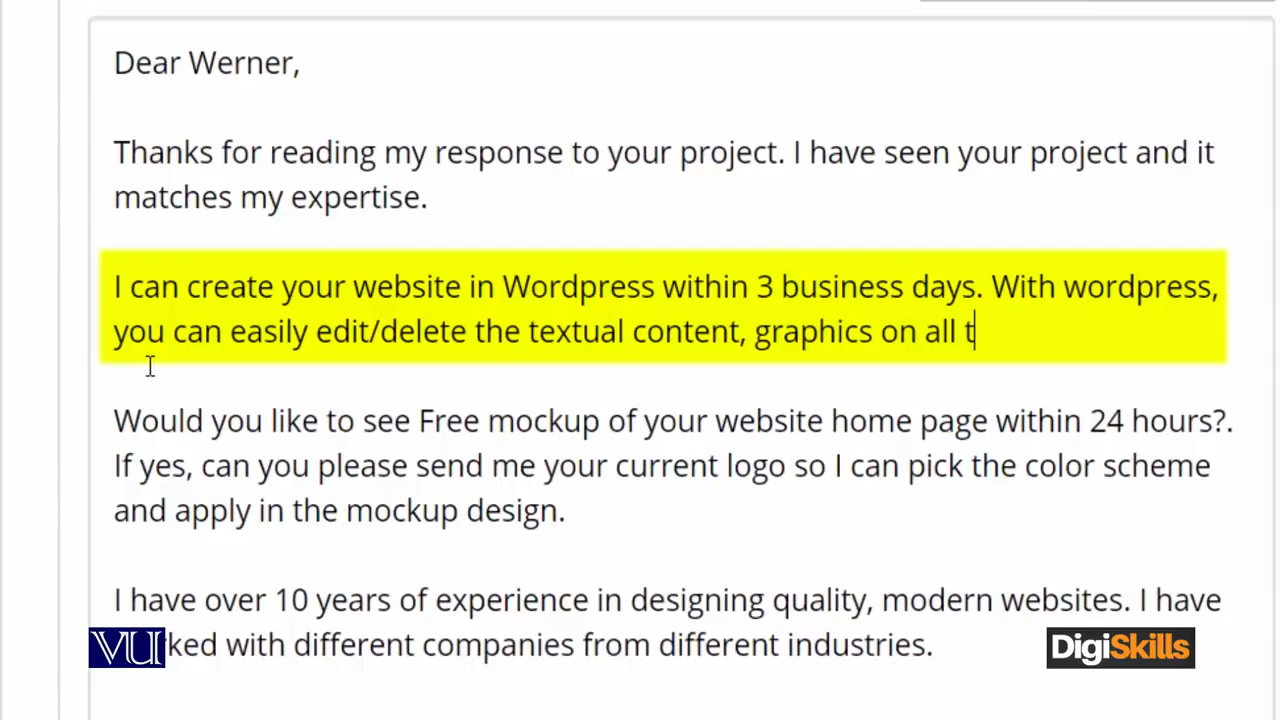 Dear Werner,
Thanks for reading my response to your project. I have seen your project and it
matches my expertise.
I can create your website in Wordpress within 3 business days. With wordpress,
you can easily edit/delete the textual content, graphics on all t
Would you like to see Free mockup of your website home page within 24 hours?.
If yes, can you please send me your current logo so I can pick the color scheme
and apply in the mockup design.
I have over 10 years of experience in designing quality, modern websites. I have
VU ked with different companies from different industries. DigiSkills